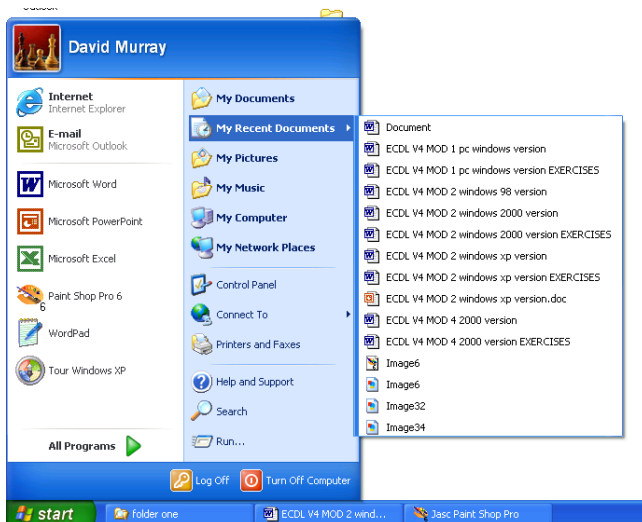 Outlook
David Murray
Internet
Internet Explorer
E-mail
Microsoft Outlook
Microsoft Word
Microsoft PowerPoint
Microsoft Excel
Paint Shop Pro 6
6
WordPad
Tour Windows XP
All Programs
My Documents
My Recent Documents
My Pictures
My Music
My Computer
My Network Places
Control Panel
Connect To
Printers and Faxes
Help and Support
Search
Run...
Document
ECDL V4 MOD 1 pc windows version
ECDL V4 MOD 1 pc windows version EXERCISES
ECDL V4 MOD 2 windows 98 version
ECDL V4 MOD 2 windows 2000 version
ECDL V4 MOD 2 windows 2000 version EXERCISES
ECDL V4 MOD 2 windows xp version
ECDL V4 MOD 2 windows xp version EXERCISES
ECDL V4 MOD 2 windows xp version.doc
ECDL V4 MOD 4 2000 version
ECDL V4 MOD 4 2000 version EXERCISES
Image6
Image6
Image32
Image34
Log Off
Turn Off Computer
start
folder one
ECDL V4 MOD 2 wind...
Jasc Paint Shop Pro